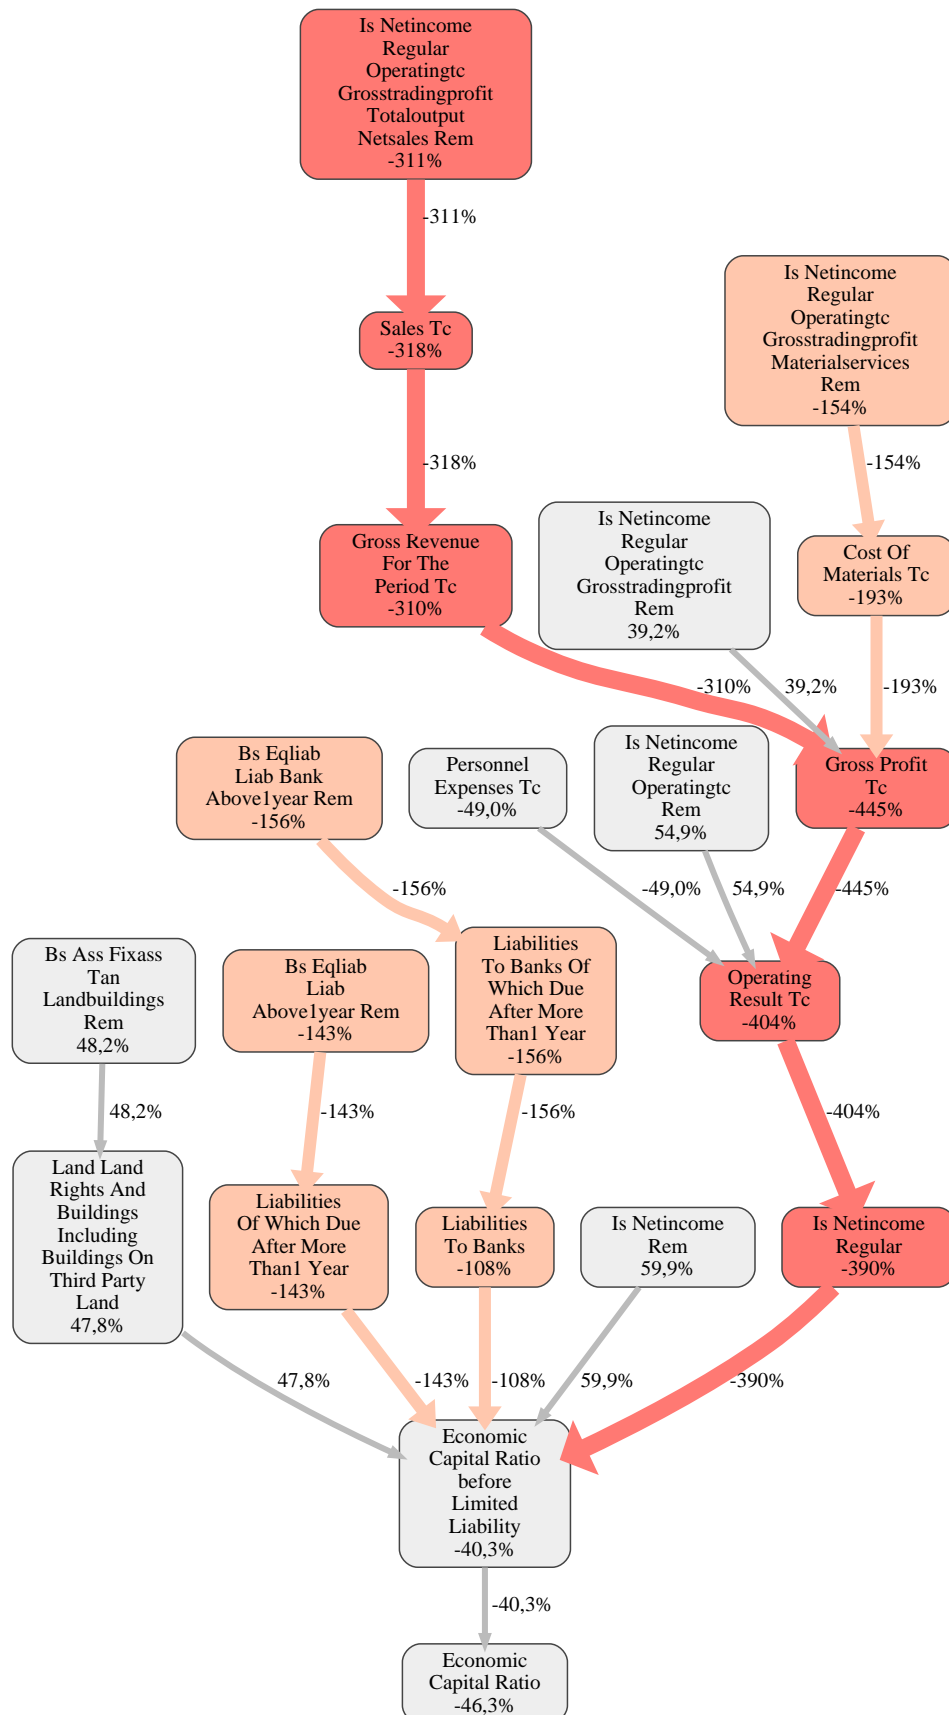 Is Netincome
Regular
Operatingtc
Grosstradingprofit
Totaloutput
Netsales Rem
-311%
-311%
Sales Tc
-318%
Is Netincome
Regular
Operatingtc
Grosstradingprofit
Materialservices
Rem
-154%
-318%
-154%
Gross Revenue
For The
Period Tc
-310%
Is Netincome
Regular
Operatingtc
Grosstradingprofit
Rem
39,2%
Cost Of
Materials Tc
-193%
-310%
39,2%
-193%
Bs Eqliab
Liab Bank
Above1year Rem
-156%
Personnel
Expenses Tc
-49,0%
Is Netincome
Regular
Operatingtc
Rem
54,9%
Gross Profit
Tc
-445%
-156%
-49,0%
54,9%
-445%
Bs Ass Fixass
Tan
Landbuildings
Rem
48,2%
Bs Eqliab
Liab
Above1year Rem
-143%
Liabilities
To Banks Of
Which Due
After More
Than1 Year
-156%
Operating
Result Tc
-404%
48,2%
-143%
-156%
-404%
Land Land
Rights And
Buildings
Including
Buildings On
Third Party
Land
47,8%
Liabilities
Of Which Due
After More
Than1 Year
-143%
Liabilities
To Banks
-108%
Is Netincome
Rem
59,9%
Is Netincome
Regular
-390%
47,8%
-143%
-108%
59,9%
-390%
Economic
Capital Ratio
before
Limited
Liability
-40,3%
-40,3%
Economic
Capital Ratio
-46,3%